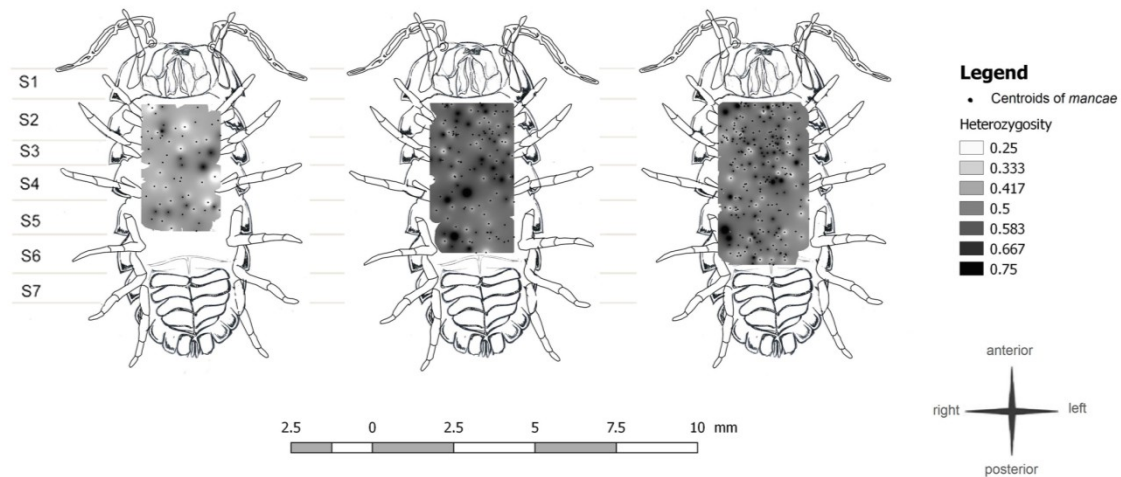 S1
S2
S3
S4
S5
S6
S7
Legend
Centroids of mancae
Heterozygosity
0.25
0.333
0.417
0.5
0.583
0.667
0.75
anterior
right left
posterior
2.5 0 2.5 5 7.5 10 mm